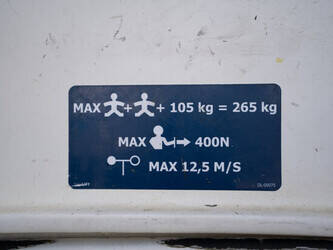 MAX + + 105 kg = 265 kg
MAX 400N
MAX 12,5 M/S